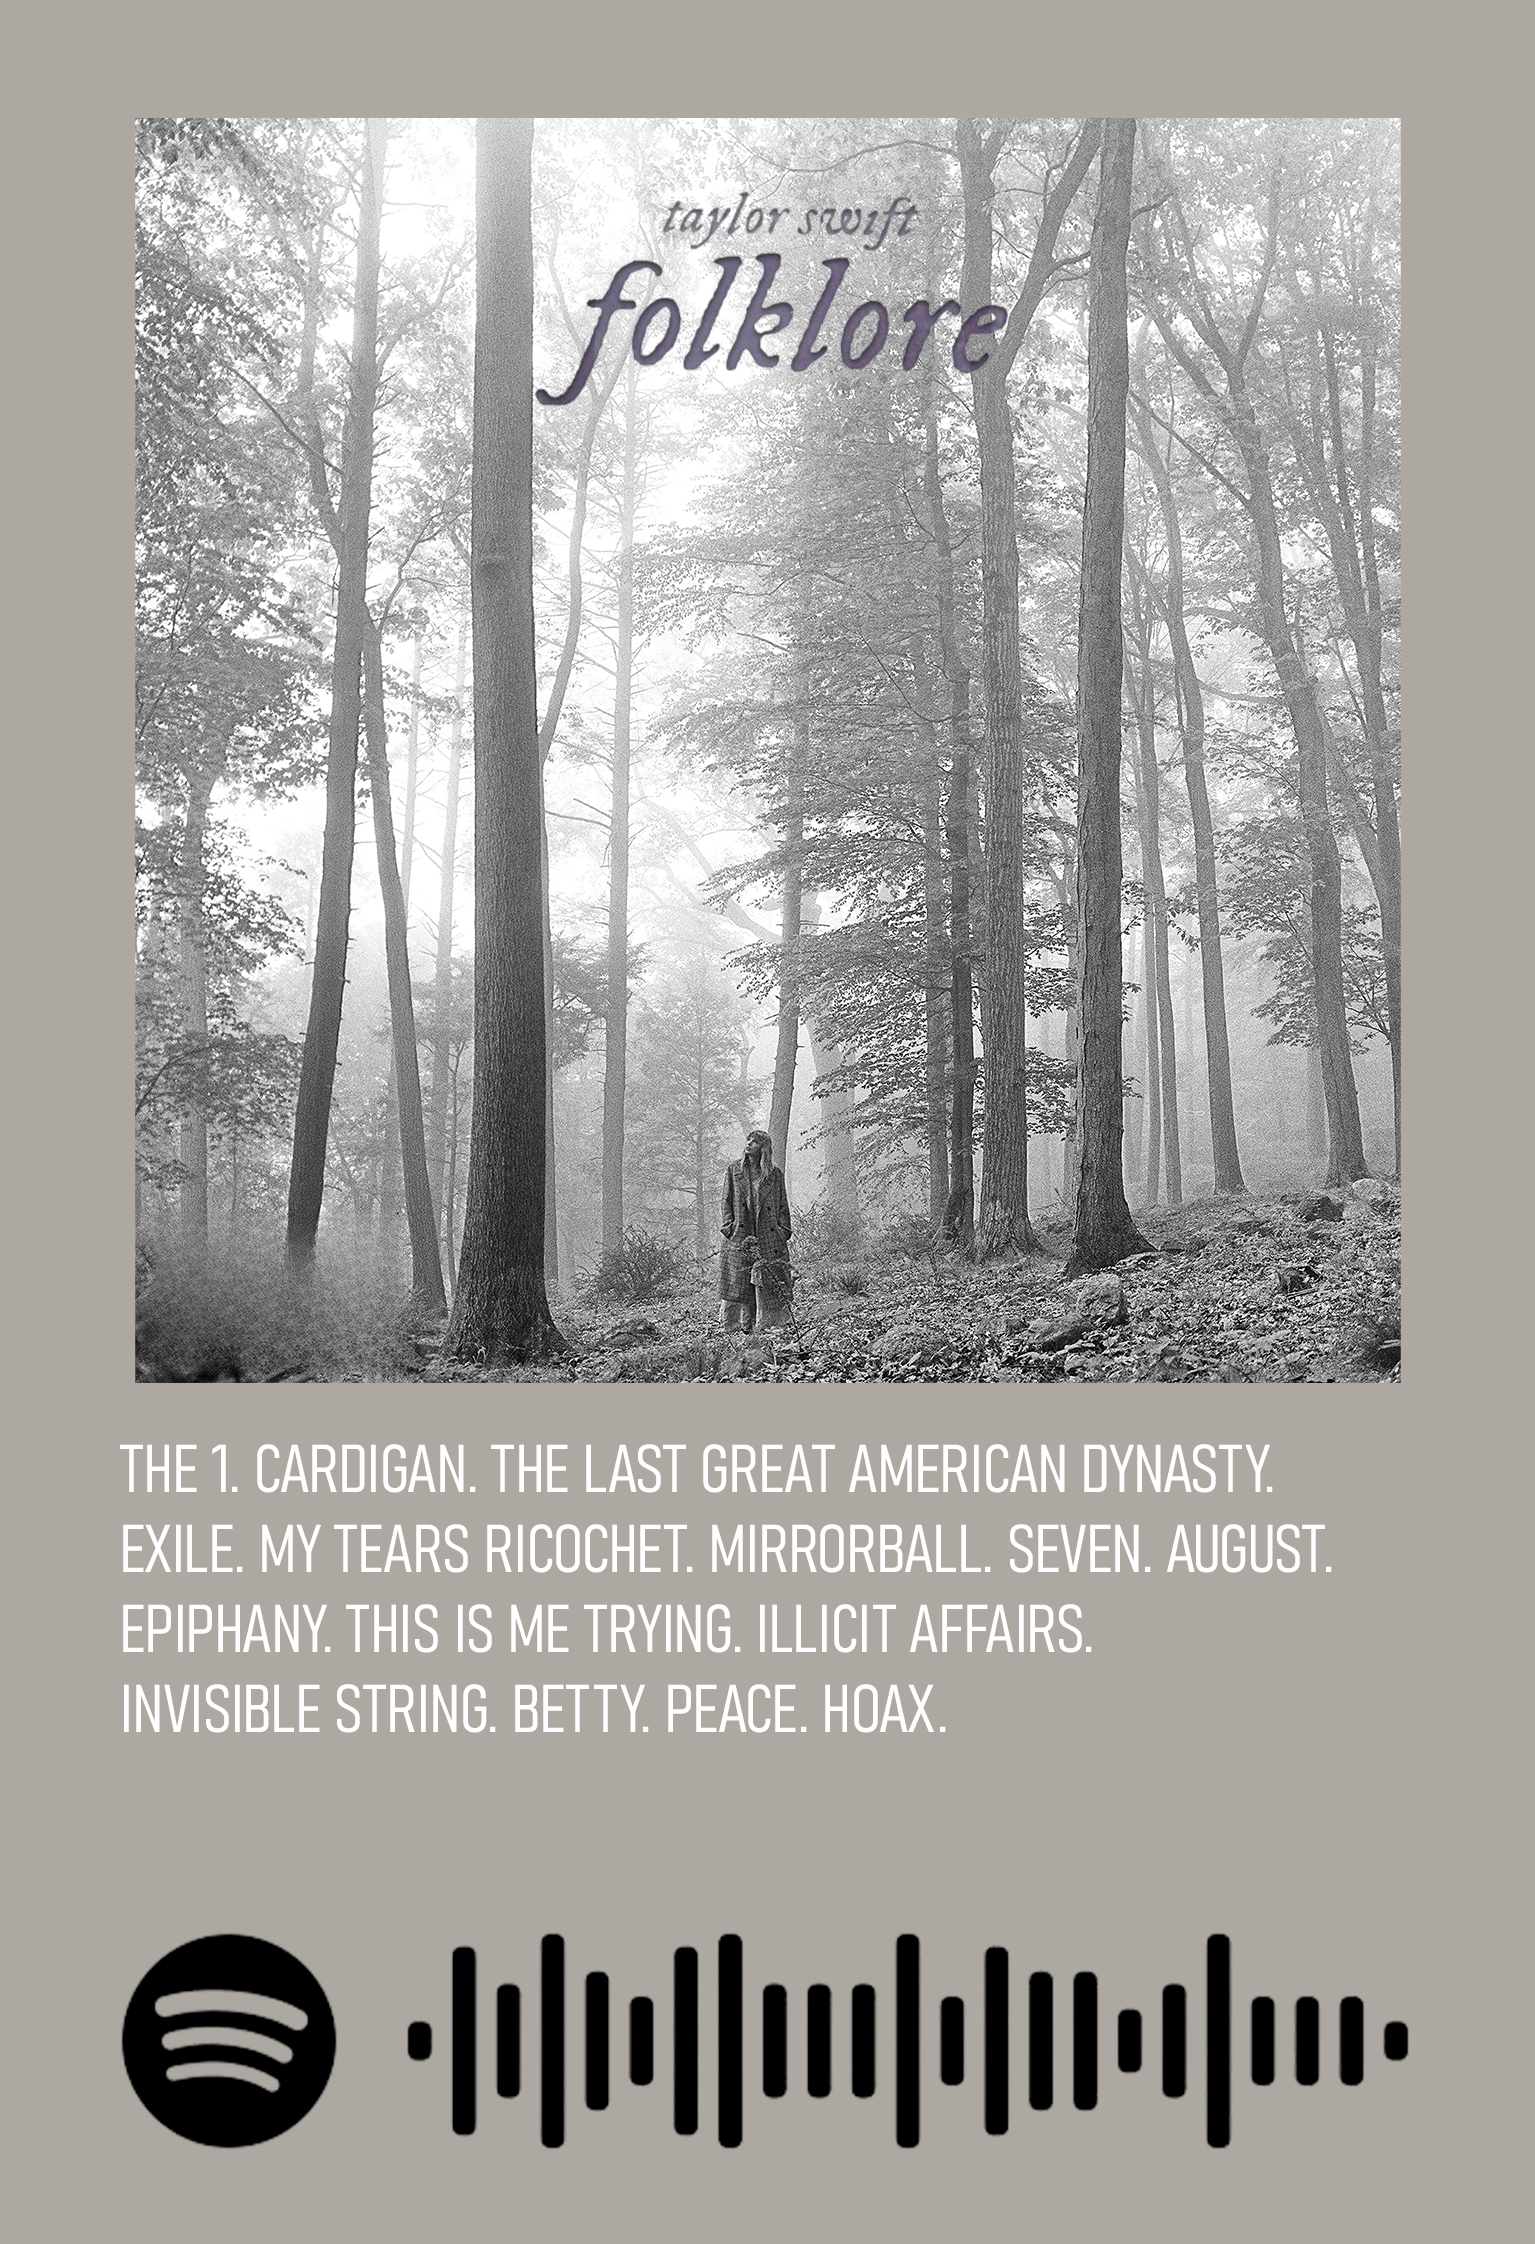 taylor swift
folklore
THE 1. CARDIGAN. THE LAST GREAT AMERICAN DYNASTY.
EXILE. MY TEARS RICOCHET. MIRRORBALL. SEVEN. AUGUST.
EPIPHANY. THIS IS ME TRYING. ILLICIT AFFAIRS.
INVISIBLE STRING. BETTY. PEACE. HOAX.